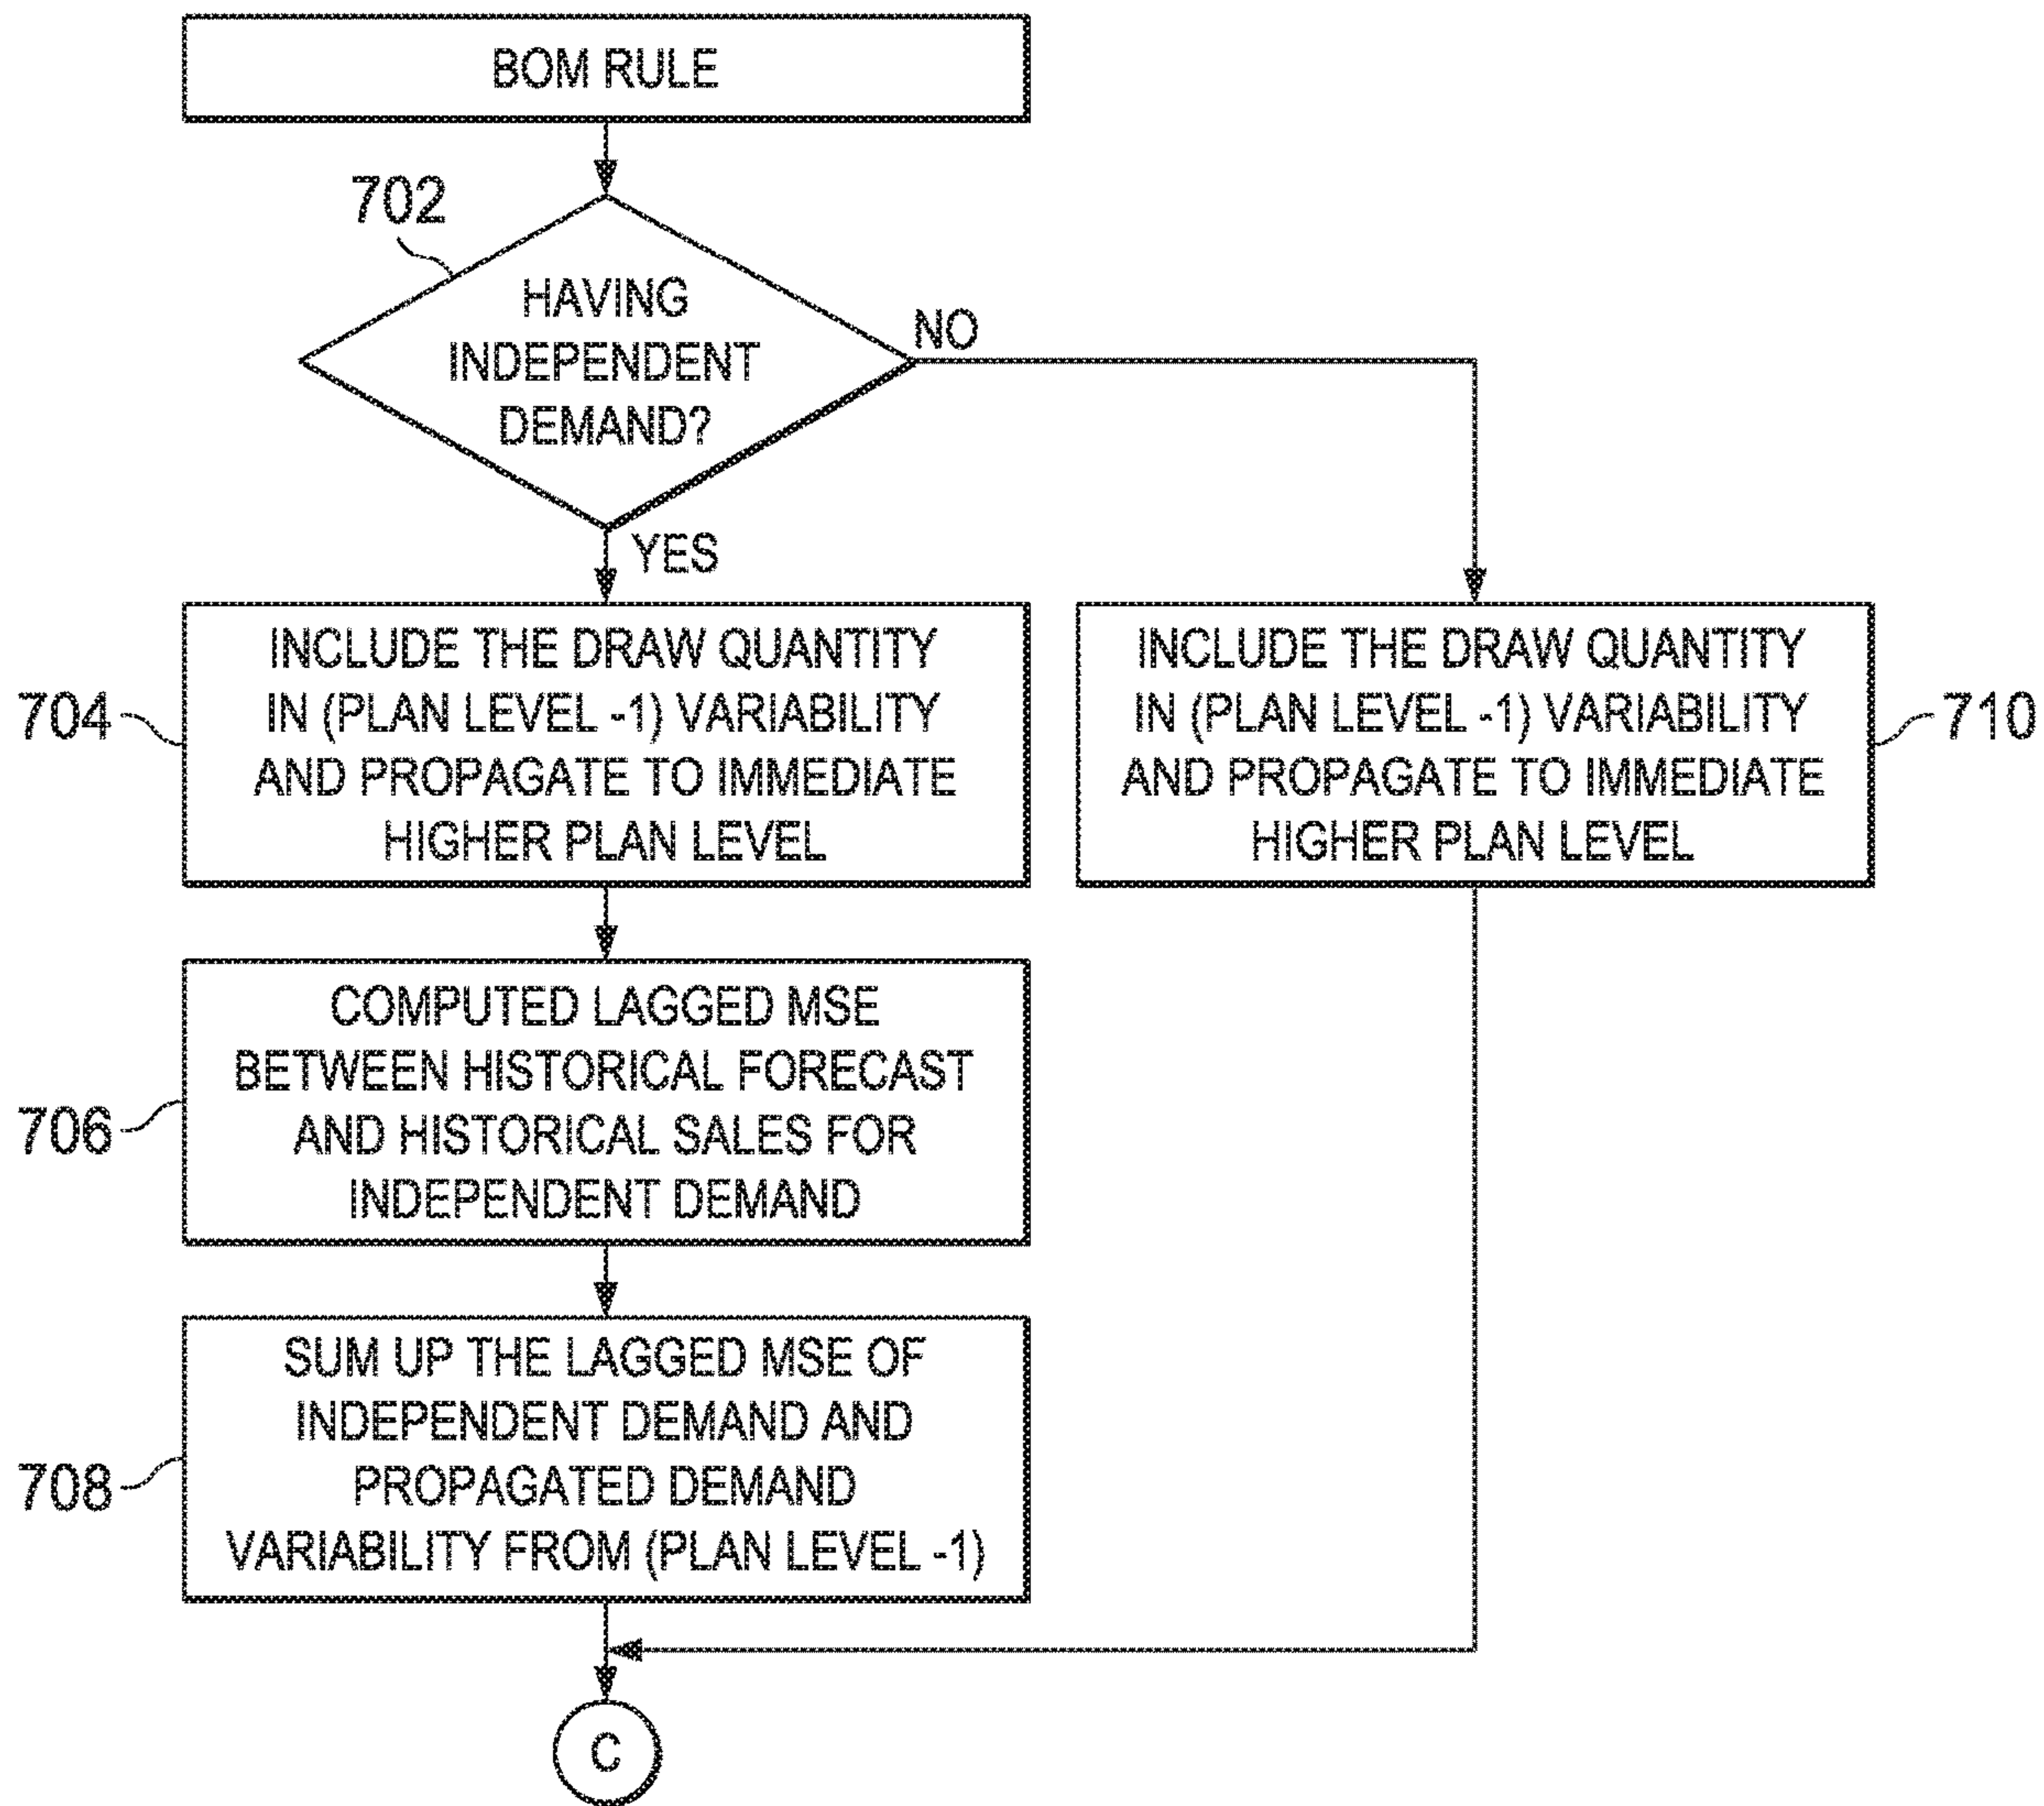 BOM RULE
702
HAVING
INDEPENDENT
DEMAND?
NO
YES
704
INCLUDE THE DRAW QUANTITY
IN (PLAN LEVEL -1) VARIABILITY
AND PROPAGATE TO IMMEDIATE
HIGHER PLAN LEVEL
INCLUDE THE DRAW QUANTITY
IN (PLAN LEVEL -1) VARIABILITY
AND PROPAGATE TO IMMEDIATE
HIGHER PLAN LEVEL
710
706
COMPUTED LAGGED MSE
BETWEEN HISTORICAL FORECAST
AND HISTORICAL SALES FOR
INDEPENDENT DEMAND
708
SUM UP THE LAGGED MSE OF
INDEPENDENT DEMAND AND
PROPAGATED DEMAND
VARIABILITY FROM (PLAN LEVEL -1)
C